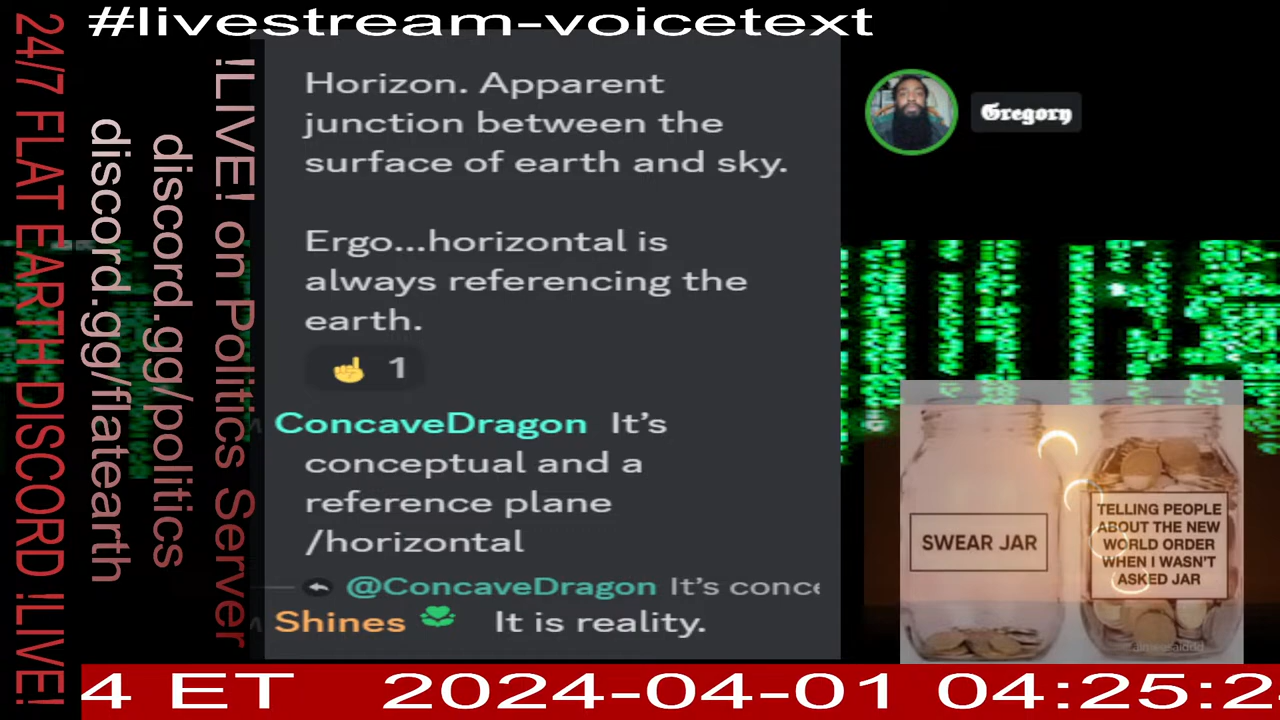 #livestream-voicetext
24/7 FLAT EARTH DISCORD !LIVE!
discord.gg/flatearth
discord.gg/politics
!LIVE! on Politics Server
Horizon. Apparent
junction between the
surface of earth and sky.
Ergo...horizontal is
always referencing the
earth.
☝️ 1
ConcaveDragon It's
conceptual and a
reference plane
/horizontal
@ConcaveDragon It's conce
Shines It is reality.
Gregory
SWEAR JAR
TELLING PEOPLE
ABOUT THE NEW
WORLD ORDER
WHEN I WASN'T
ASKED JAR
4 ET 2024-04-01 04:25:2